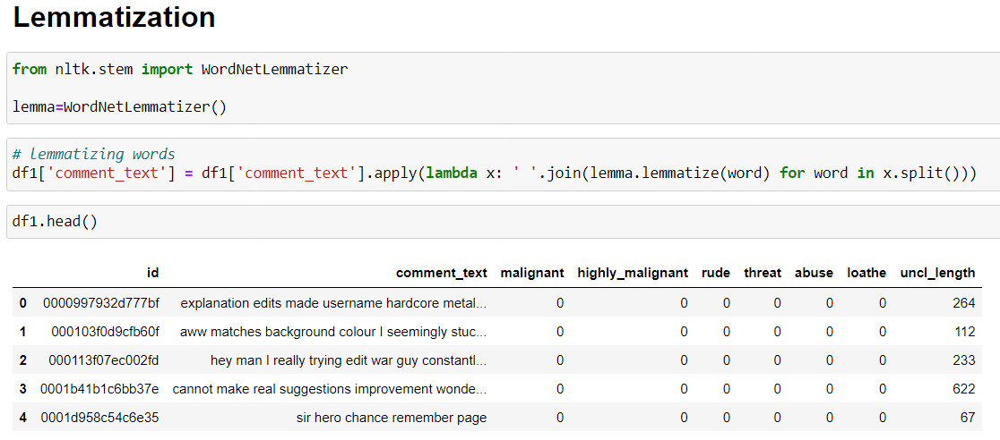 Lemmatization
from nltk.stem import WordNetLemmatizer
lemma=WordNetLemmatizer()
# lemmatizing words
df1['comment_text'] = df1['comment_text'].apply(lambda x: ' '.join(lemma.lemmatize(word) for word in x.split()))
df1.head()
id comment_text malignant highly_malignant rude threat abuse loathe uncl_length
0 0000997932d777bf explanation edits made username hardcore metal... 0 0 0 0 0 0 264
1 000103f0d9cfb60f aww matches background colour I seemingly stuc... 0 0 0 0 0 0 112
2 000113f07ec002fd hey man I really trying edit war guy constantl... 0 0 0 0 0 0 233
3 0001b41b1c6bb37e cannot make real suggestions improvement wonde... 0 0 0 0 0 0 622
4 0001d958c54c6e35 sir hero chance remember page 0 0 0 0 0 0 67